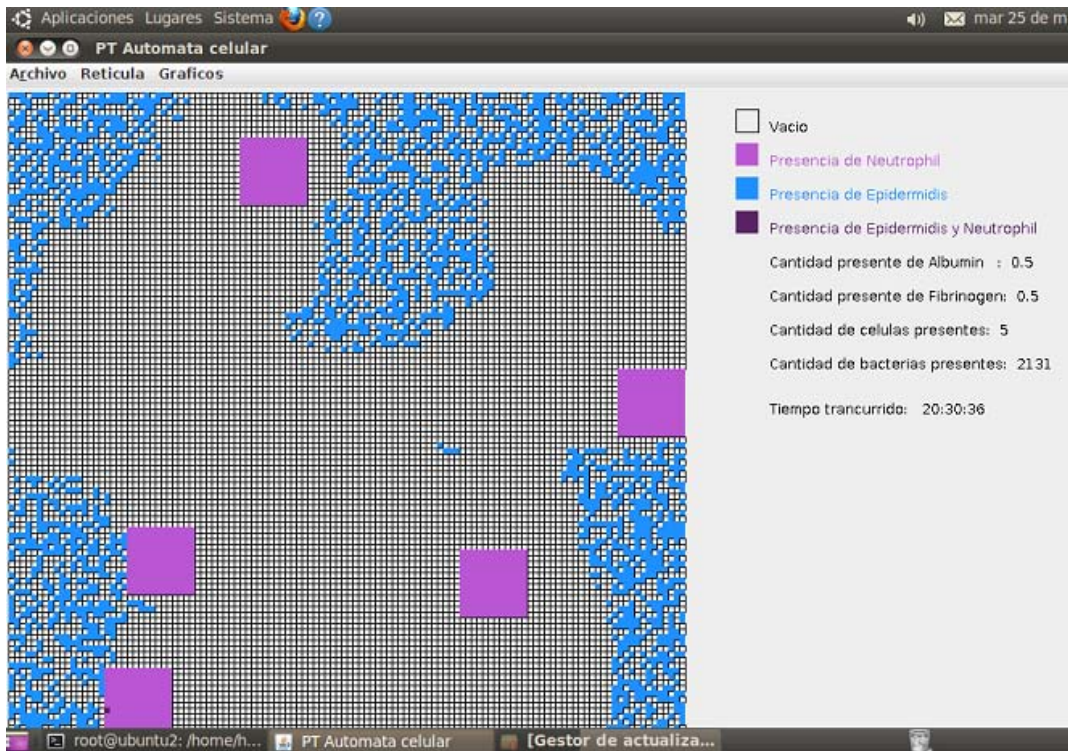 Aplicaciones Lugares Sistema ?
mar 25 de m
PT Automata celular
Archivo Reticula Graficos
Vacio
Presencia de Neutrophil
Presencia de Epidermidis
Presencia de Epidermidis y Neutrophil
Cantidad presente de Albumin : 0.5
Cantidad presente de Fibrinogen: 0.5
Cantidad de celulas presentes: 5
Cantidad de bacterias presentes: 2131
Tiempo trancurrido: 20:30:36
root@ubuntu2: /home/h... PT Automata celular [Gestor de actualiza...